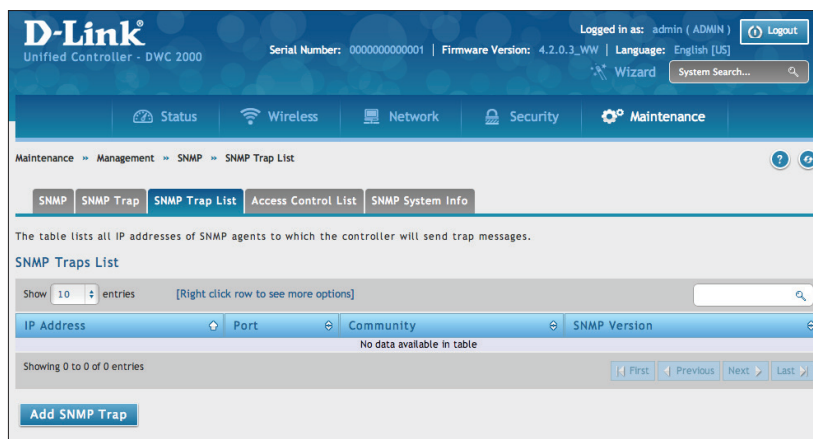 D-Link
Unified Controller - DWC 2000
Logged in as: admin ( ADMIN ) Logout
Serial Number: 0000000000001 | Firmware Version: 4.2.0.3_WW | Language: English [US]
Wizard System Search...
Status Wireless Network Security Maintenance
Maintenance » Management » SNMP » SNMP Trap List
SNMP SNMP Trap SNMP Trap List Access Control List SNMP System Info
The table lists all IP addresses of SNMP agents to which the controller will send trap messages.
SNMP Traps List
Show 10 entries [Right click row to see more options]
IP Address Port Community SNMP Version
No data available in table
Showing 0 to 0 of 0 entries First Previous Next Last
Add SNMP Trap